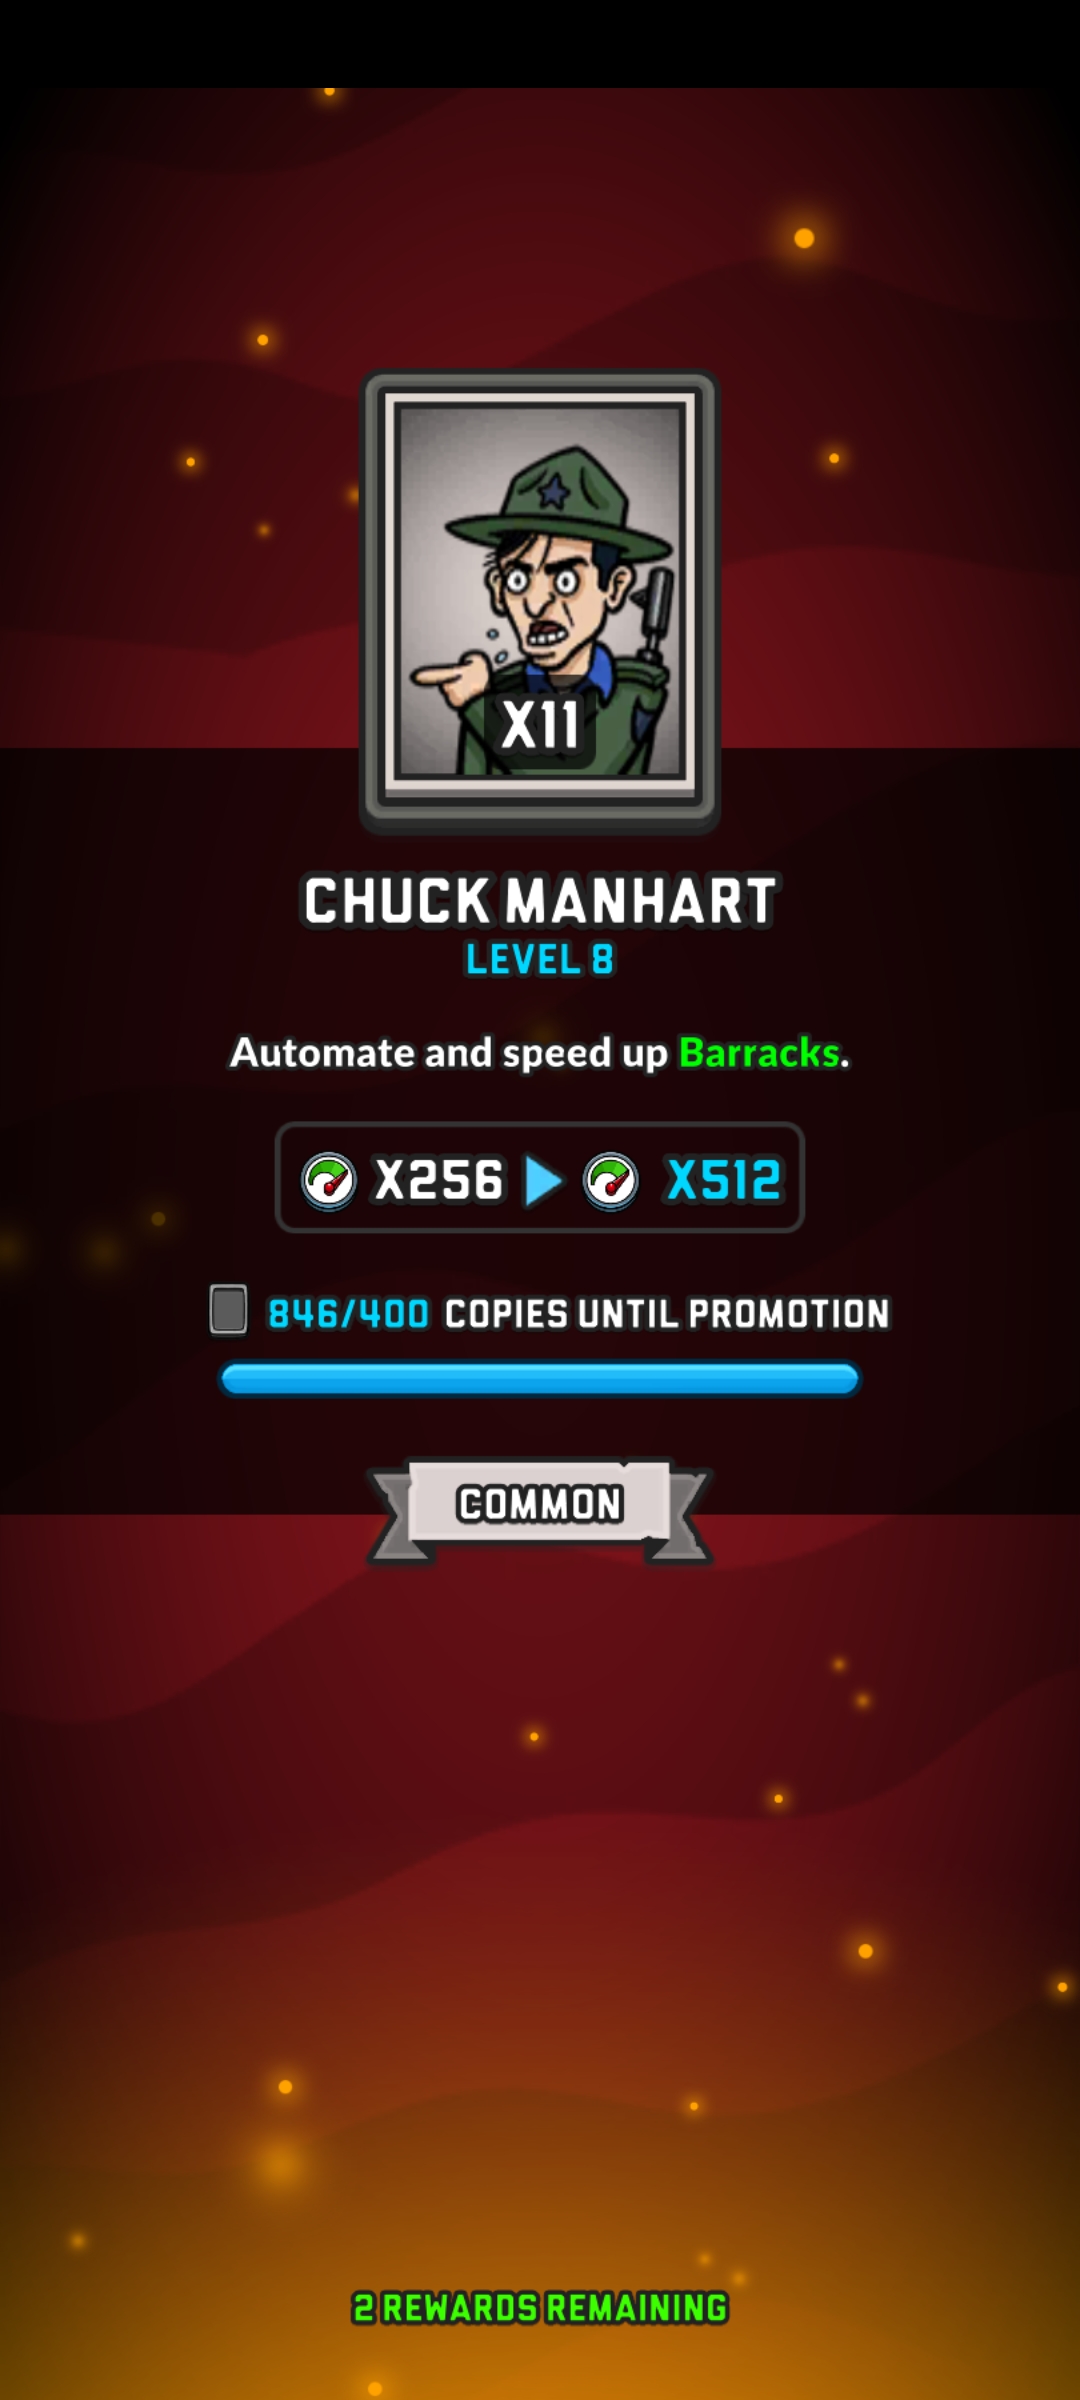 X11
CHUCK MANHART
LEVEL 8
Automate and speed up Barracks.
X256 X512
846/400 COPIES UNTIL PROMOTION
COMMON
2 REWARDS REMAINING